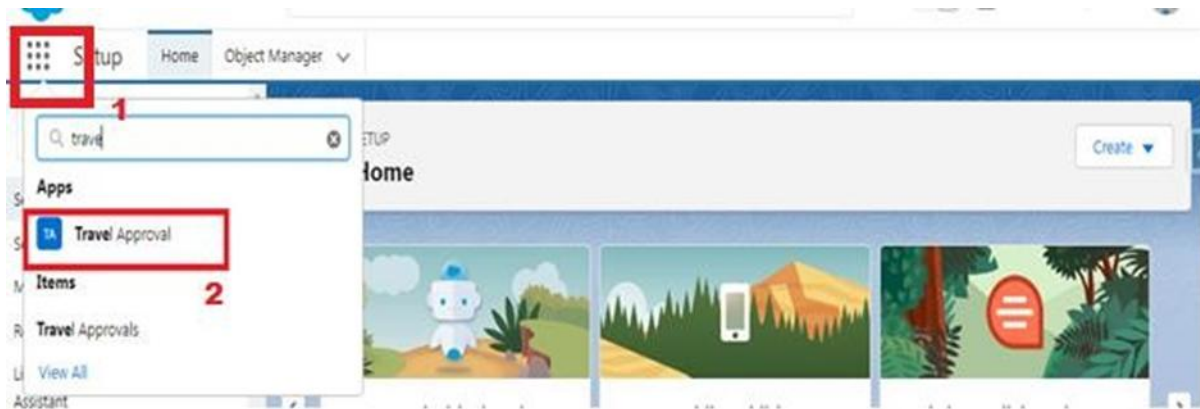 Setup Home Object Manager
1
trave
ETUP
Home
Create
Apps
TA Travel Approval
Items
2
Travel Approvals
View All
Assistant